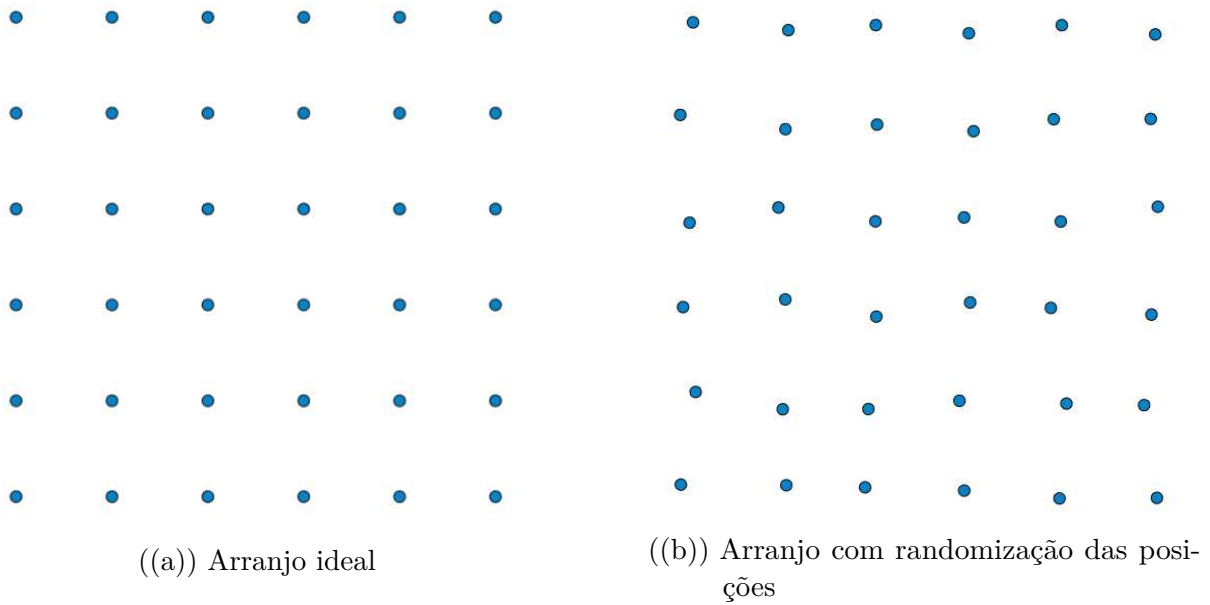 ((a)) Arranjo ideal
((b)) Arranjo com randomização das posi-
ções